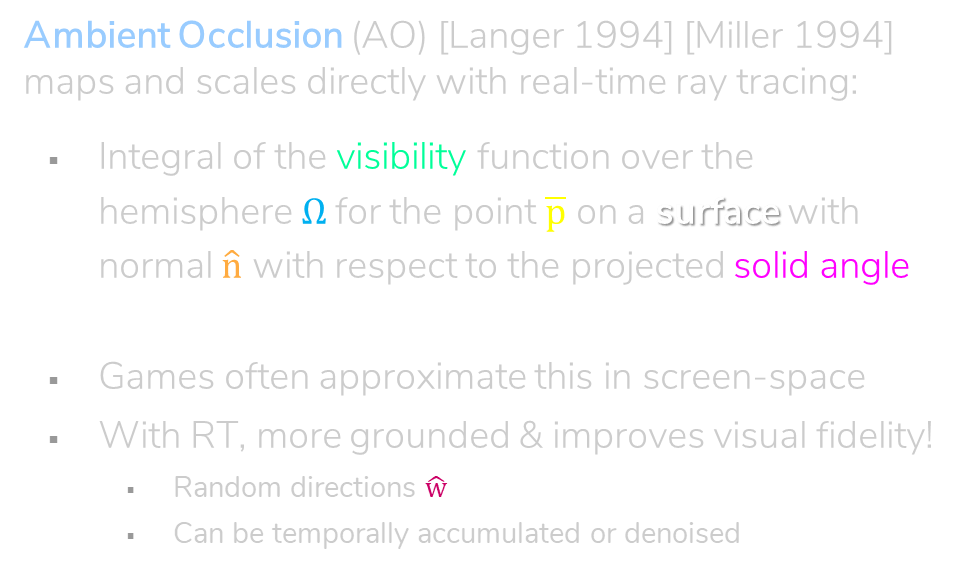 Ambient Occlusion (AO) [Langer 1994] [Miller 1994]
maps and scales directly with real-time ray tracing:
▪ Integral of the visibility function over the
hemisphere Ω for the point p̅ on a surface with
normal n̂ with respect to the projected solid angle
▪ Games often approximate this in screen-space
▪ With RT, more grounded & improves visual fidelity!
▪ Random directions ŵ
▪ Can be temporally accumulated or denoised